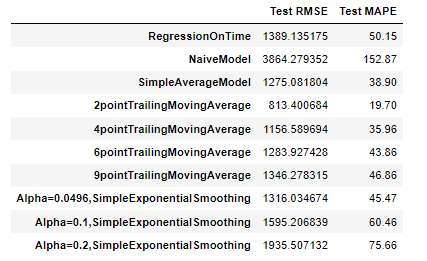 Test RMSE Test MAPE
RegressionOnTime 1389.135175 50.15
NaiveModel 3864.279352 152.87
SimpleAverageModel 1275.081804 38.90
2pointTrailingMovingAverage 813.400684 19.70
4pointTrailingMovingAverage 1156.589694 35.96
6pointTrailingMovingAverage 1283.927428 43.86
9pointTrailingMovingAverage 1346.278315 46.86
Alpha=0.0496,SimpleExponentialSmoothing 1316.034674 45.47
Alpha=0.1,SimpleExponentialSmoothing 1595.206839 60.46
Alpha=0.2,SimpleExponentialSmoothing 1935.507132 75.66